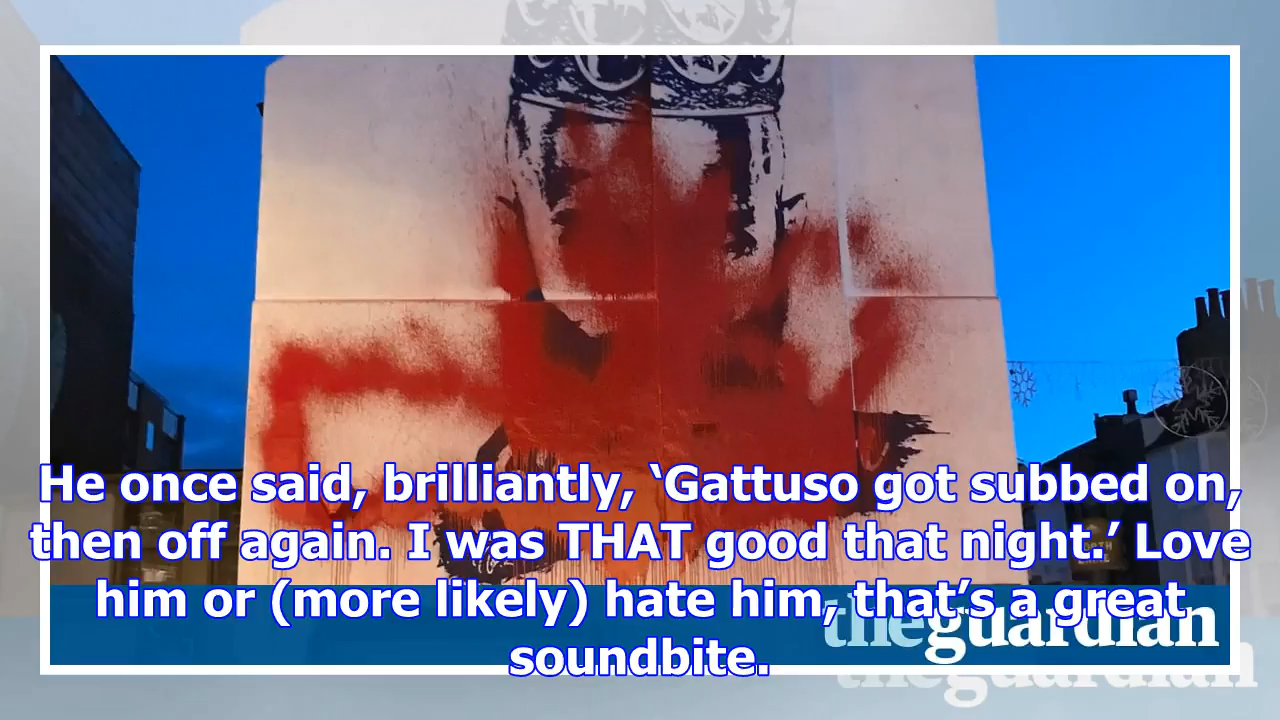 He once said, brilliantly, ‘Gattuso got subbed on,
then off again. I was THAT good that night.’ Love
him or (more likely) hate him, that’s a great
soundbite.
theguardian
theguardian